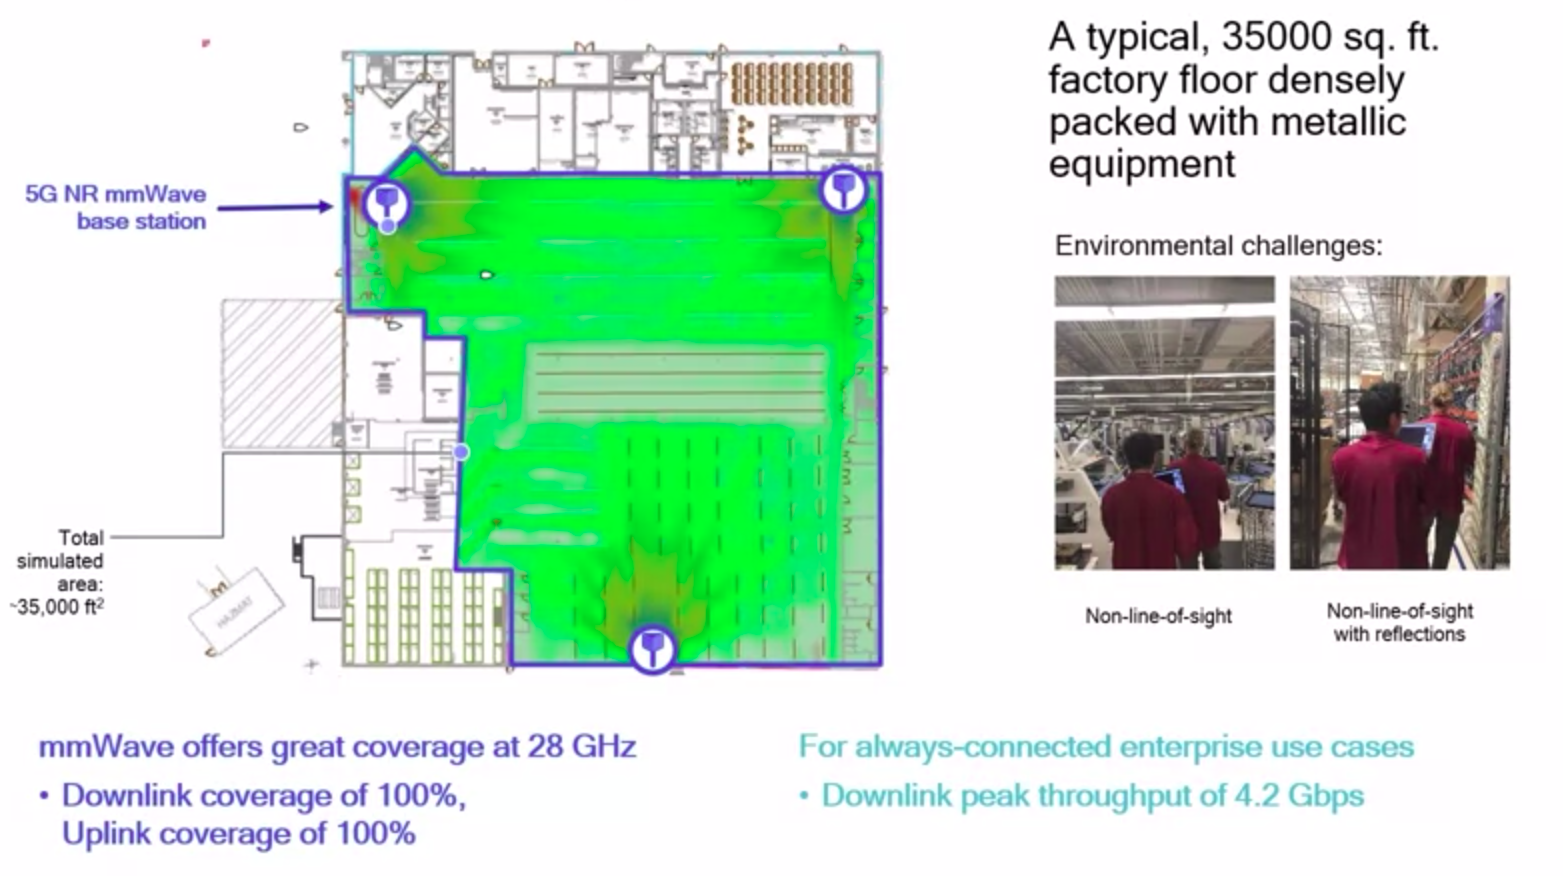 A typical, 35000 sq. ft.
factory floor densely
packed with metallic
equipment
5G NR mmWave
base station
Environmental challenges:
Total
simulated
area:
~35,000 ft²
HAZMAT
Non-line-of-sight
Non-line-of-sight
with reflections
mmWave offers great coverage at 28 GHz
• Downlink coverage of 100%,
Uplink coverage of 100%
For always-connected enterprise use cases
• Downlink peak throughput of 4.2 Gbps